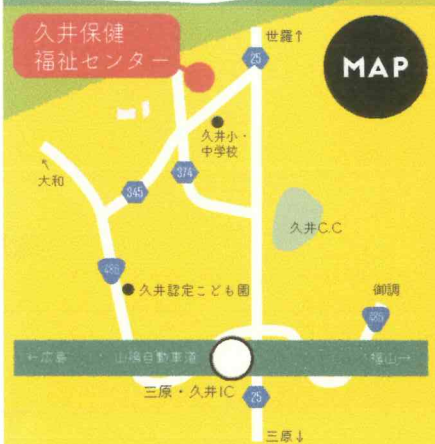 久井保健
福祉センター
世羅↑
25
MAP
久井小・
中学校
374
大和
345
久井C.C
486
久井認定こども園
御調
486
←広島
山陽自動車道
福山→
三原・久井IC
25
三原↓